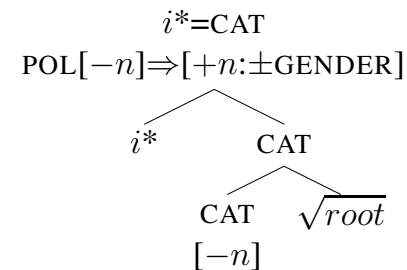 i*=CAT
POL[−n]⇒[+n:±GENDER]
i* CAT
CAT √root
[−n]